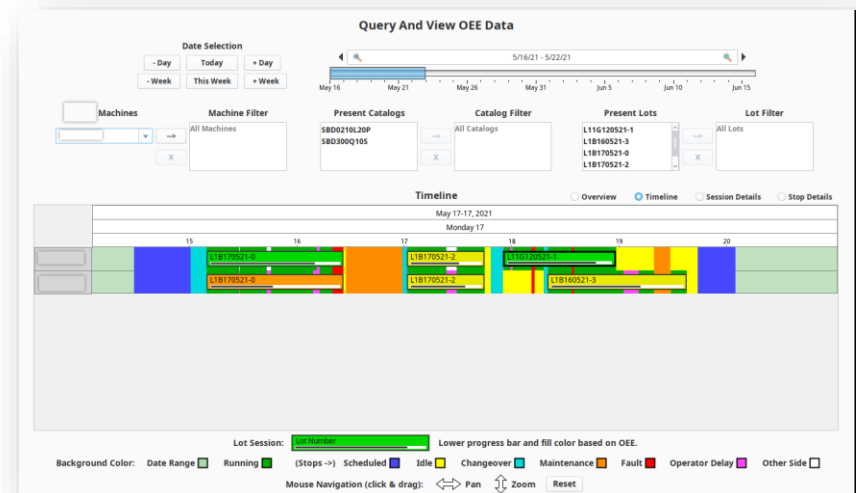 Query And View OEE Data
Date Selection
- Day Today + Day
- Week This Week + Week
5/16/21 - 5/22/21
May 16 May 21 May 26 May 31 Jun 5 Jun 10 Jun 15
Machines Machine Filter Present Catalogs Catalog Filter Present Lots Lot Filter
All Machines
SBD0210L20P
SBD300Q10S
All Catalogs
L11G120521-1
L1B160521-3
L1B170521-0
L1B170521-2
All Lots
-->
X
-->
X
-->
X
Timeline Overview Timeline Session Details Stop Details
May 17-17, 2021
Monday 17
15 16 17 18 19 20
L1B170521-0 L1B170521-2 L11G120521-1
L1B170521-0 L1B170521-2 L1B160521-3
Lot Session: Lot Number Lower progress bar and fill color based on OEE.
Background Color: Date Range Running (Stops ->) Scheduled Idle Changeover Maintenance Fault Operator Delay Other Side
Mouse Navigation (click & drag): Pan Zoom Reset